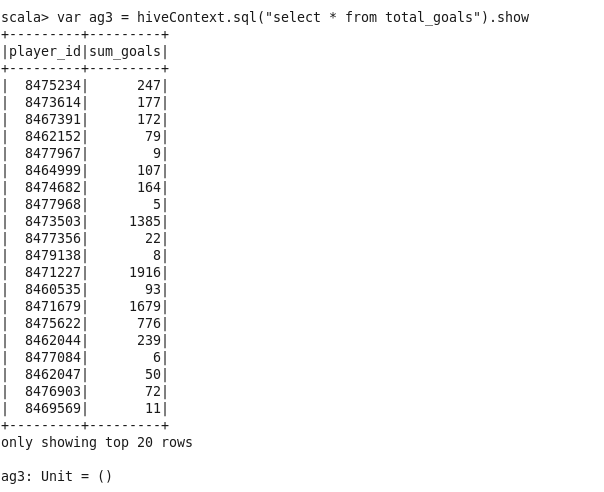 scala> var ag3 = hiveContext.sql("select * from total_goals").show
+---------+---------+
|player_id|sum_goals|
+---------+---------+
|  8475234|      247|
|  8473614|      177|
|  8467391|      172|
|  8462152|       79|
|  8477967|        9|
|  8464999|      107|
|  8474682|      164|
|  8477968|        5|
|  8473503|     1385|
|  8477356|       22|
|  8479138|        8|
|  8471227|     1916|
|  8460535|       93|
|  8471679|     1679|
|  8475622|      776|
|  8462044|      239|
|  8477084|        6|
|  8462047|       50|
|  8476903|       72|
|  8469569|       11|
+---------+---------+
only showing top 20 rows
ag3: Unit = ()